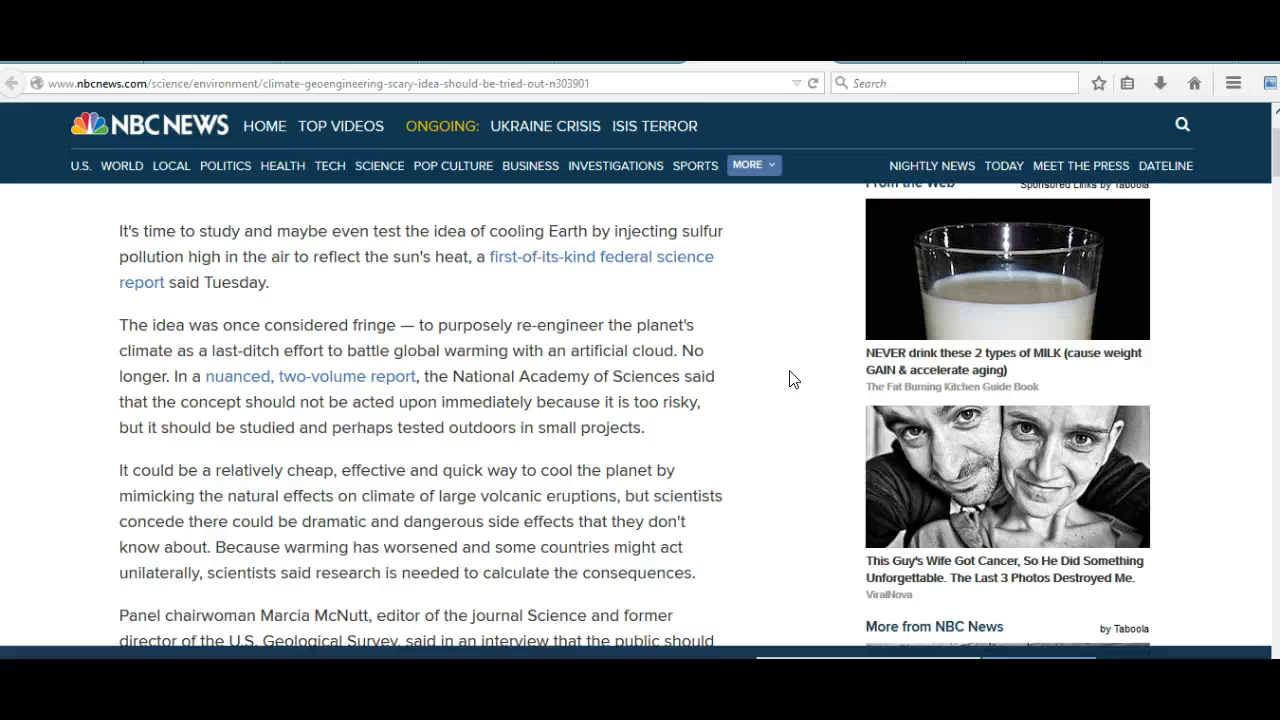 www.nbcnews.com/science/environment/climate-geoengineering-scary-idea-should-be-tried-out-n303901
Search
NBC NEWS HOME TOP VIDEOS ONGOING: UKRAINE CRISIS ISIS TERROR
U.S. WORLD LOCAL POLITICS HEALTH TECH SCIENCE POP CULTURE BUSINESS INVESTIGATIONS SPORTS MORE NIGHTLY NEWS TODAY MEET THE PRESS DATELINE
It's time to study and maybe even test the idea of cooling Earth by injecting sulfur
pollution high in the air to reflect the sun's heat, a first-of-its-kind federal science
report said Tuesday.
The idea was once considered fringe — to purposely re-engineer the planet's
climate as a last-ditch effort to battle global warming with an artificial cloud. No
longer. In a nuanced, two-volume report, the National Academy of Sciences said
that the concept should not be acted upon immediately because it is too risky,
but it should be studied and perhaps tested outdoors in small projects.
It could be a relatively cheap, effective and quick way to cool the planet by
mimicking the natural effects on climate of large volcanic eruptions, but scientists
concede there could be dramatic and dangerous side effects that they don't
know about. Because warming has worsened and some countries might act
unilaterally, scientists said research is needed to calculate the consequences.
Panel chairwoman Marcia McNutt, editor of the journal Science and former
director of the U.S. Geological Survey, said in an interview that the public should
From the Web Sponsored Links by Taboola
NEVER drink these 2 types of MILK (cause weight
GAIN & accelerate aging)
The Fat Burning Kitchen Guide Book
This Guy's Wife Got Cancer, So He Did Something
Unforgettable. The Last 3 Photos Destroyed Me.
ViralNova
More from NBC News by Taboola